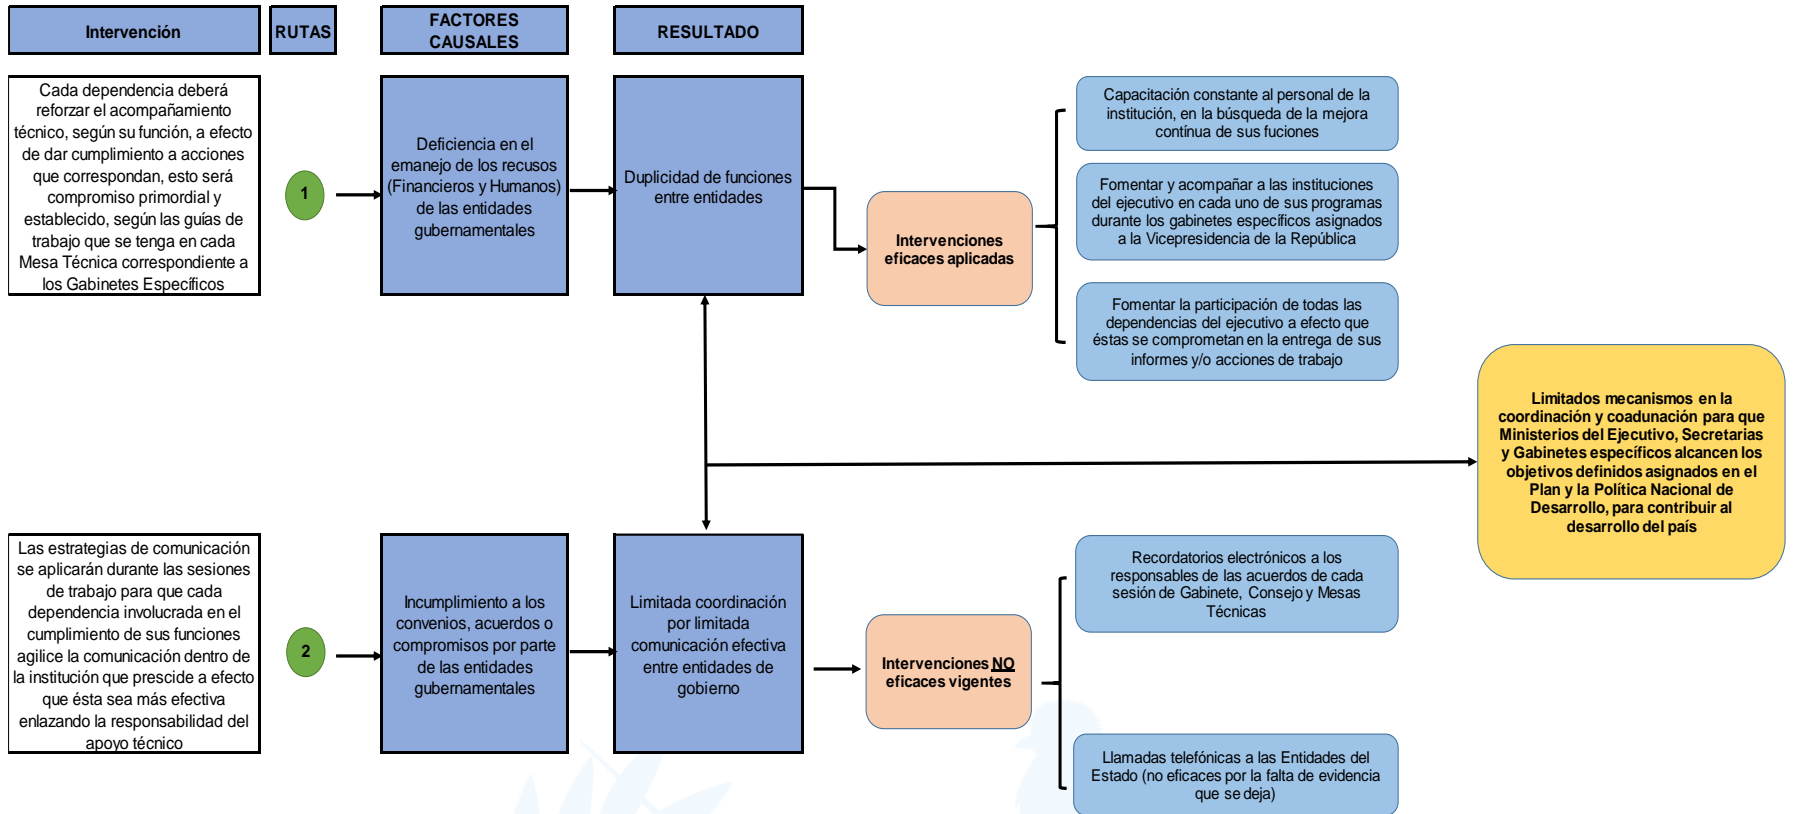 Intervención
RUTAS
FACTORES
CAUSALES
RESULTADO
Cada dependencia deberá
reforzar el acompañamiento
técnico, según su función, a efecto
de dar cumplimiento a acciones
que correspondan, esto será
compromiso primordial y
establecido, según las guías de
trabajo que se tenga en cada
Mesa Técnica correspondiente a
los Gabinetes Específicos
1
Deficiencia en el
emanejo de los recusos
(Financieros y Humanos)
de las entidades
gubernamentales
Duplicidad de funciones
entre entidades
Intervenciones
eficaces aplicadas
Capacitación constante al personal de la
institución, en la búsqueda de la mejora
contínua de sus fuciones
Fomentar y acompañar a las instituciones
del ejecutivo en cada uno de sus programas
durante los gabinetes específicos asignados
a la Vicepresidencia de la República
Fomentar la participación de todas las
dependencias del ejecutivo a efecto que
éstas se comprometan en la entrega de sus
informes y/o acciones de trabajo
Limitados mecanismos en la
coordinación y coadunación para que
Ministerios del Ejecutivo, Secretarias
y Gabinetes específicos alcancen los
objetivos definidos asignados en el
Plan y la Política Nacional de
Desarrollo, para contribuir al
desarrollo del país
Las estrategias de comunicación
se aplicarán durante las sesiones
de trabajo para que cada
dependencia involucrada en el
cumplimiento de sus funciones
agilice la comunicación dentro de
la institución que prescide a efecto
que ésta sea más efectiva
enlazando la responsabilidad del
apoyo técnico
2
Incumplimiento a los
convenios, acuerdos o
compromisos por parte
de las entidades
gubernamentales
Limitada coordinación
por limitada
comunicación efectiva
entre entidades de
gobierno
Intervenciones NO
eficaces vigentes
Recordatorios electrónicos a los
responsables de las acuerdos de cada
sesión de Gabinete, Consejo y Mesas
Técnicas
Llamadas telefónicas a las Entidades del
Estado (no eficaces por la falta de evidencia
que se deja)